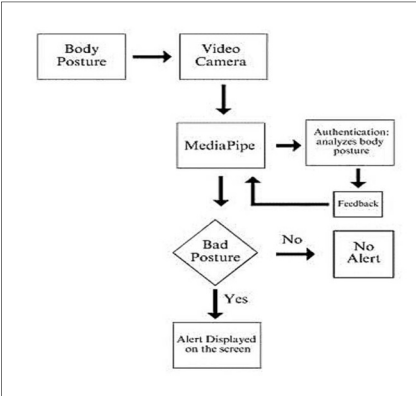 Body
Posture
Video
Camera
MediaPipe
Authentication:
analyzes body
posture
Feedback
Bad
Posture
No
No
Alert
Yes
Alert Displayed
on the screen